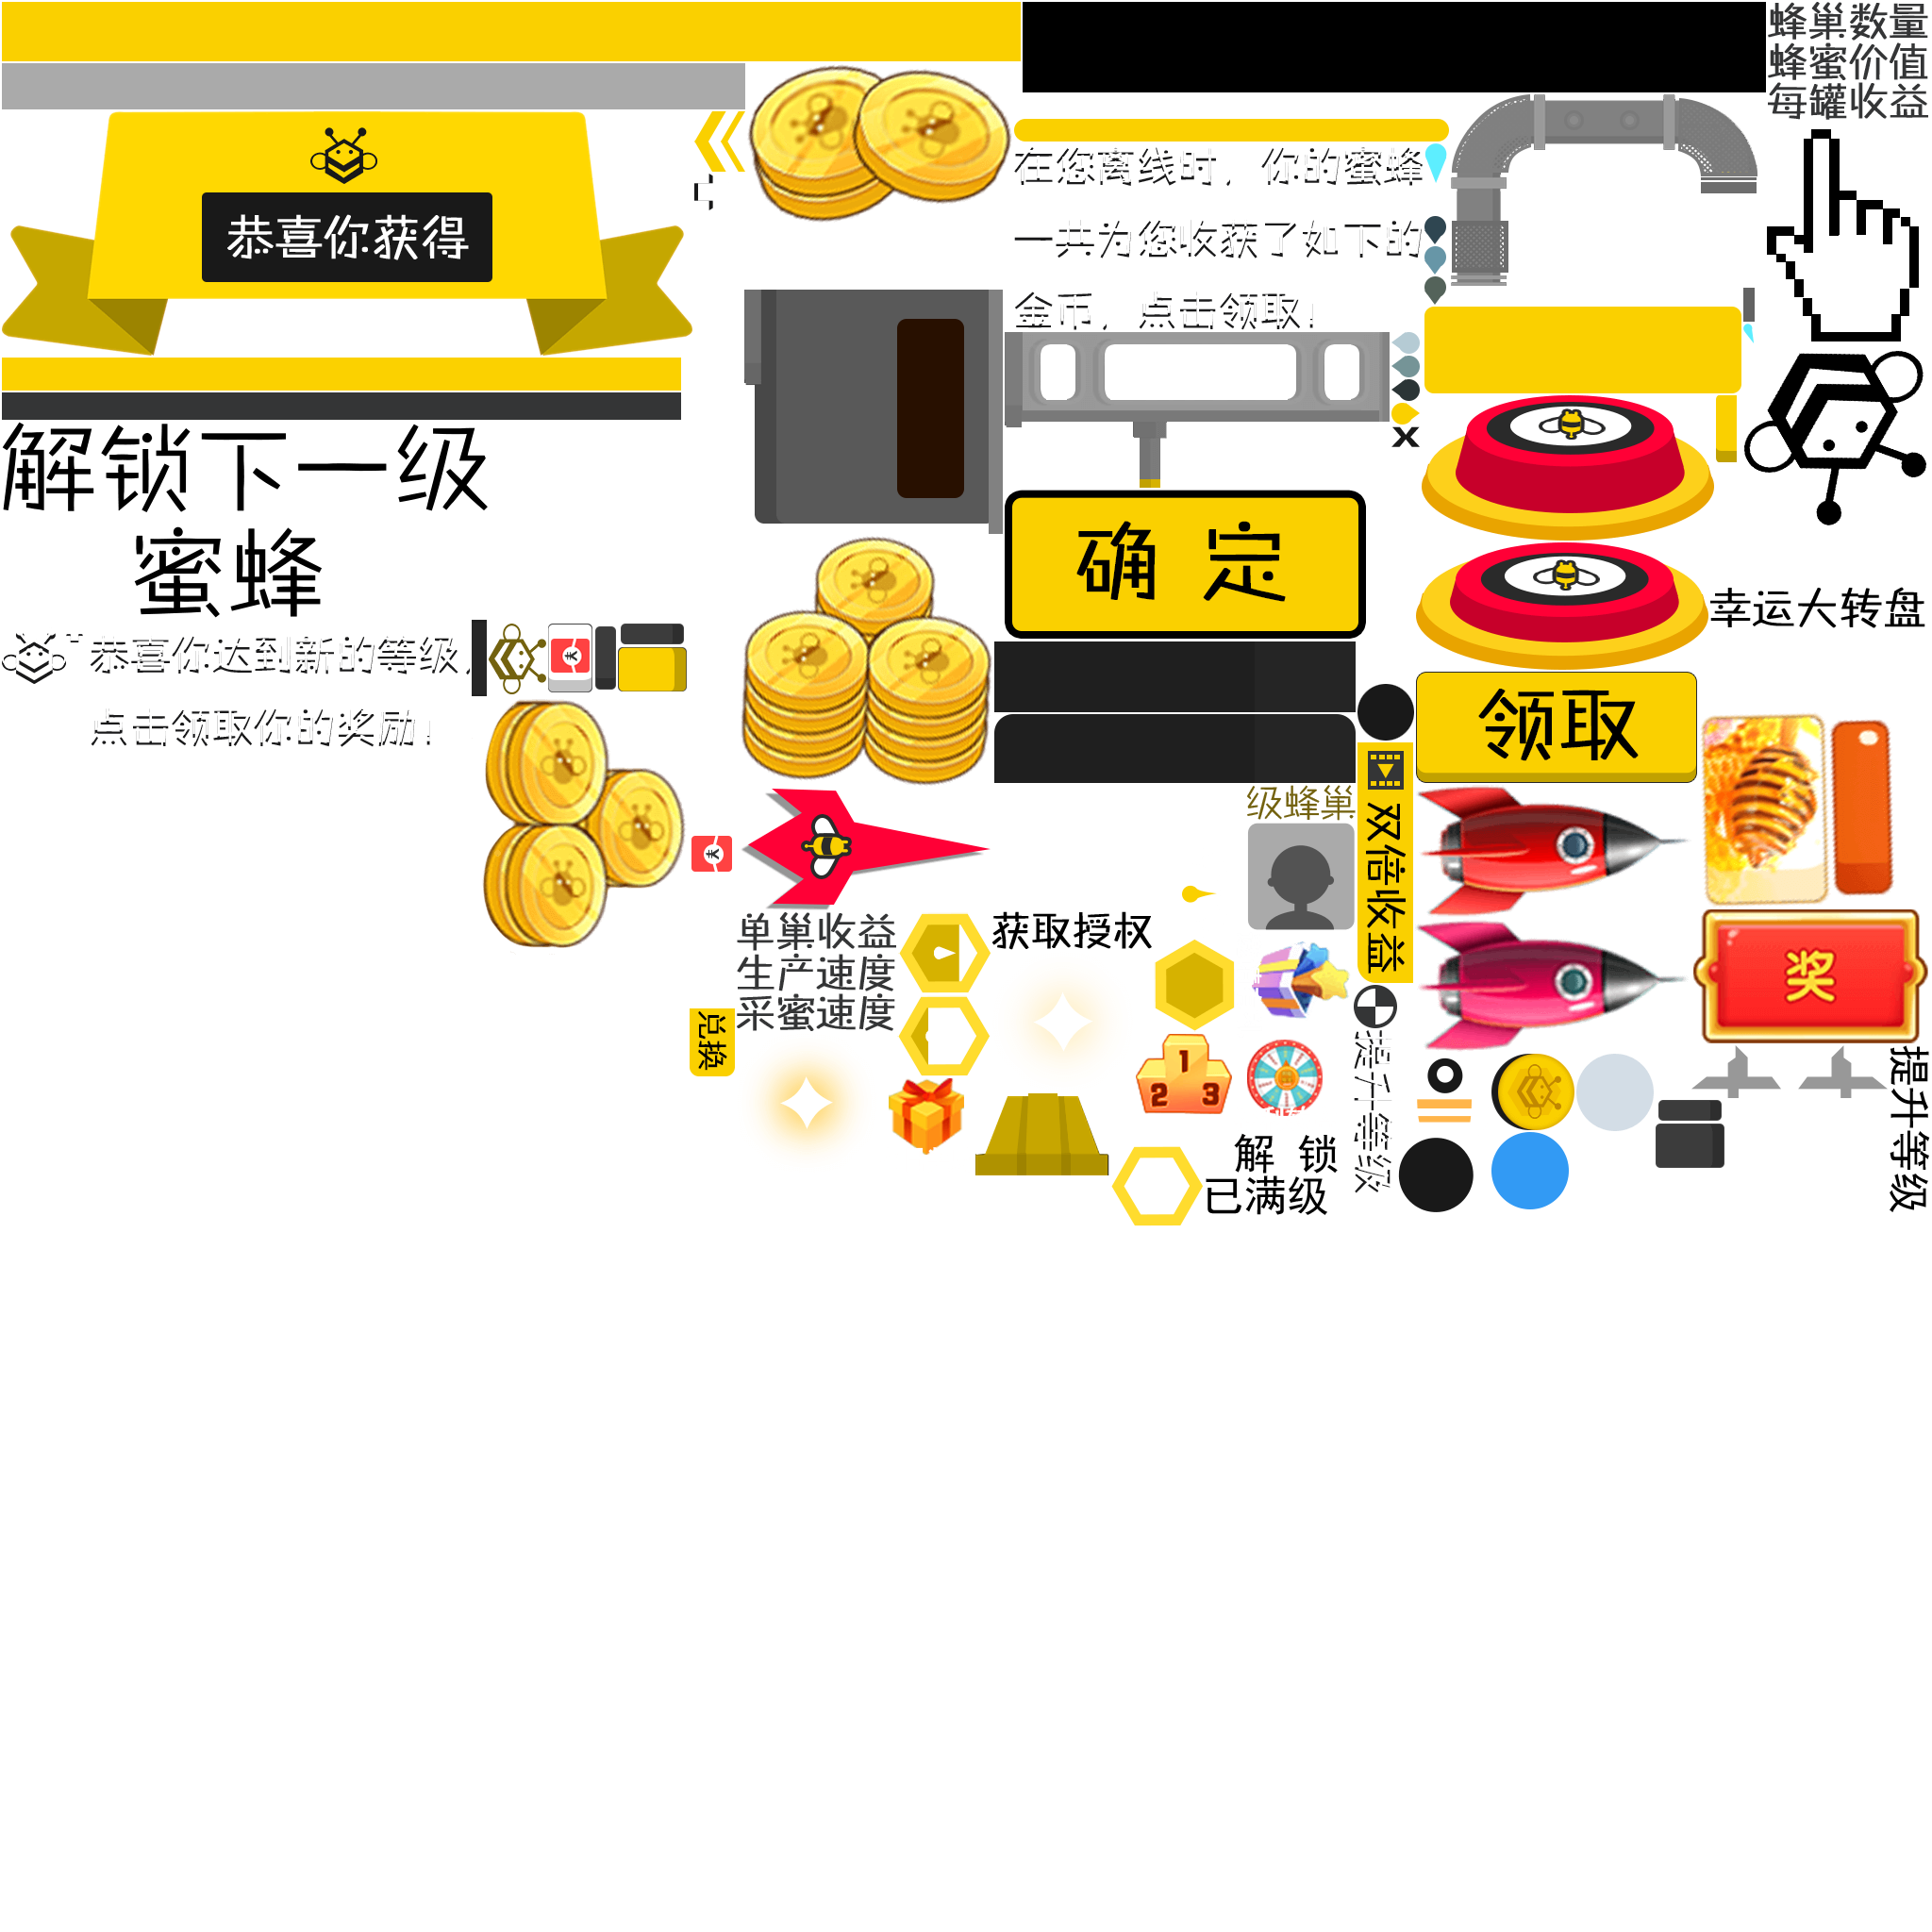 蜂巢数量
蜂蜜价值
每罐收益
恭喜你获得
在您离线时，你的蜜蜂
一共为您收获了如下的
金币，点击领取！
解锁下一级
蜜蜂
确 定
幸运大转盘
恭喜你达到新的等级，
点击领取你的奖励！
领取
级蜂巢
双倍收益
单巢收益
生产速度
采蜜速度
获取授权
奖
兑换
1
2 3
提升等级
提升等级
解 锁
已满级